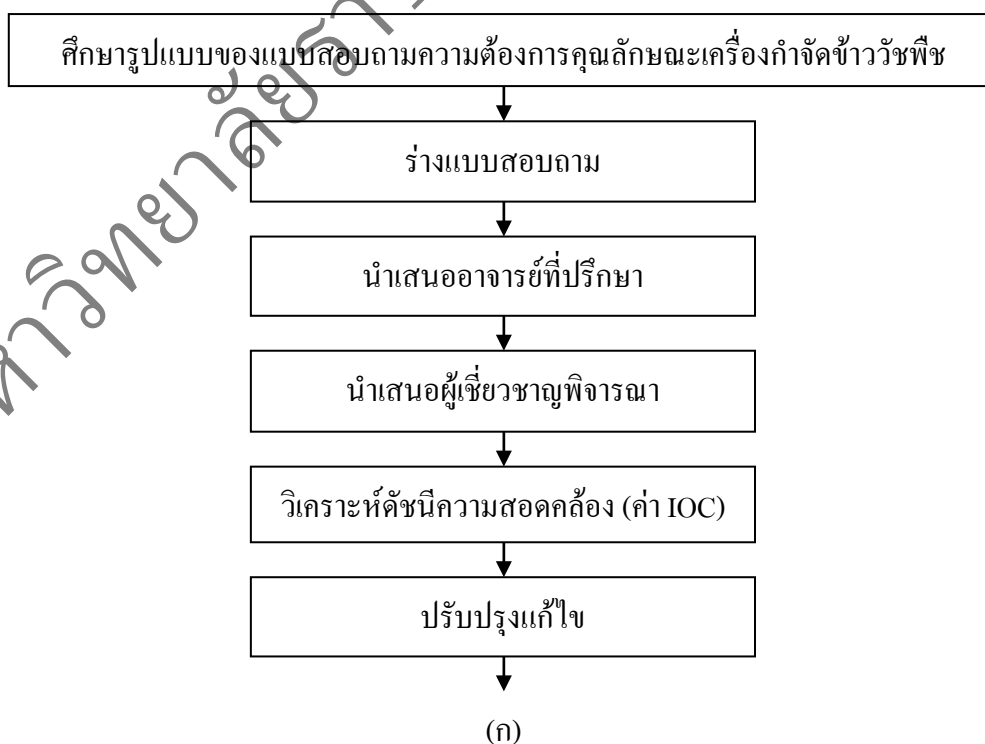 ศึกษารูปแบบของแบบสอบถามความต้องการคุณลักษณะเครื่องกำจัดข้าววัชพืช
ร่างแบบสอบถาม
นำเสนออาจารย์ที่ปรึกษา
นำเสนอผู้เชี่ยวชาญพิจารณา
วิเคราะห์ดัชนีความสอดคล้อง (ค่า IOC)
ปรับปรุงแก้ไข
(ก)